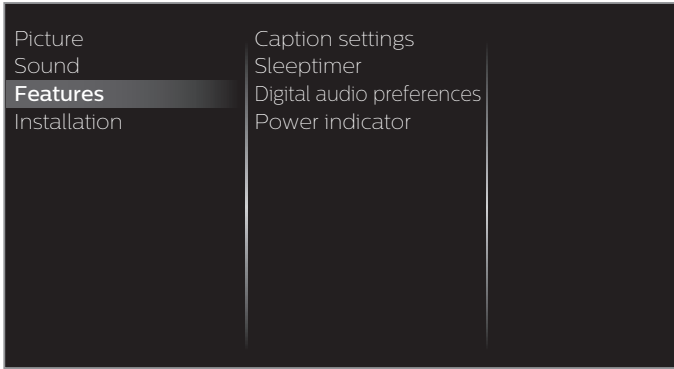 Picture
Sound
Features
Installation
Caption settings
Sleeptimer
Digital audio preferences
Power indicator